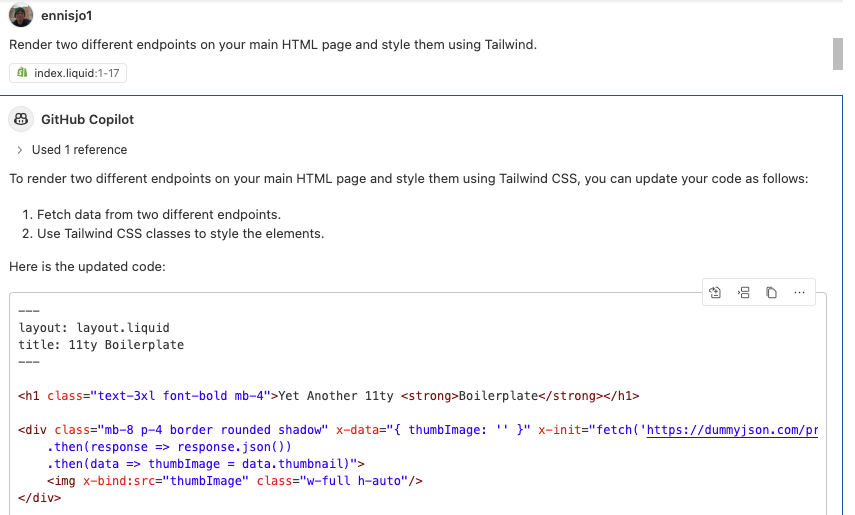 ennisjo1
Render two different endpoints on your main HTML page and style them using Tailwind.
index.liquid:1-17
GitHub Copilot
Used 1 reference
To render two different endpoints on your main HTML page and style them using Tailwind CSS, you can update your code as follows:
1. Fetch data from two different endpoints.
2. Use Tailwind CSS classes to style the elements.
Here is the updated code:
---
layout: layout.liquid
title: 11ty Boilerplate
---
<h1 class="text-3xl font-bold mb-4">Yet Another 11ty <strong>Boilerplate</strong></h1>
<div class="mb-8 p-4 border rounded shadow" x-data="{ thumbImage: '' }" x-init="fetch('https://dummyjson.com/pr
.then(response => response.json())
.then(data => thumbImage = data.thumbnail)">
<img x-bind:src="thumbImage" class="w-full h-auto"/>
</div>